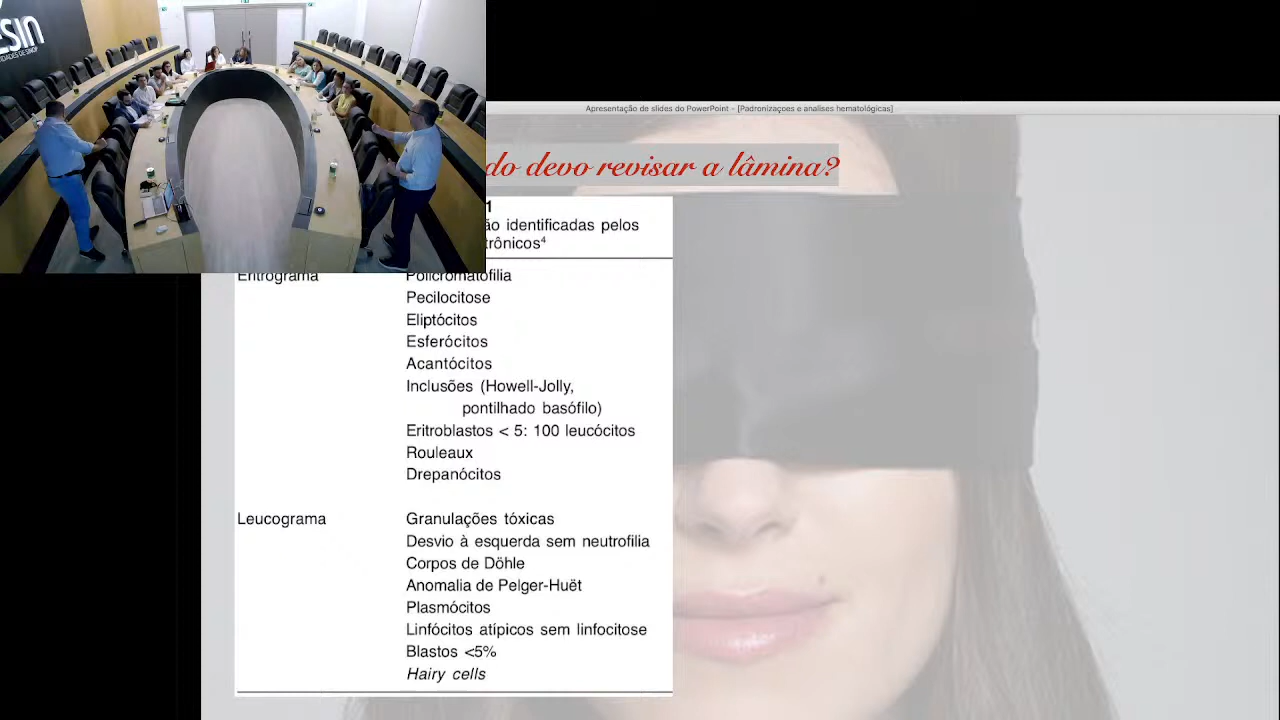 Apresentação de slides do PowerPoint - [Padronizaçoes e analises hematológicas]
do devo revisar a lâmina?
1
ão identificadas pelos
trônicos⁴
Eritrograma Policromatofilia
Pecilocitose
Eliptócitos
Esferócitos
Acantócitos
Inclusões (Howell-Jolly,
pontilhado basófilo)
Eritroblastos < 5: 100 leucócitos
Rouleaux
Drepanócitos
Leucograma Granulações tóxicas
Desvio à esquerda sem neutrofilia
Corpos de Döhle
Anomalia de Pelger-Huët
Plasmócitos
Linfócitos atípicos sem linfocitose
Blastos <5%
Hairy cells